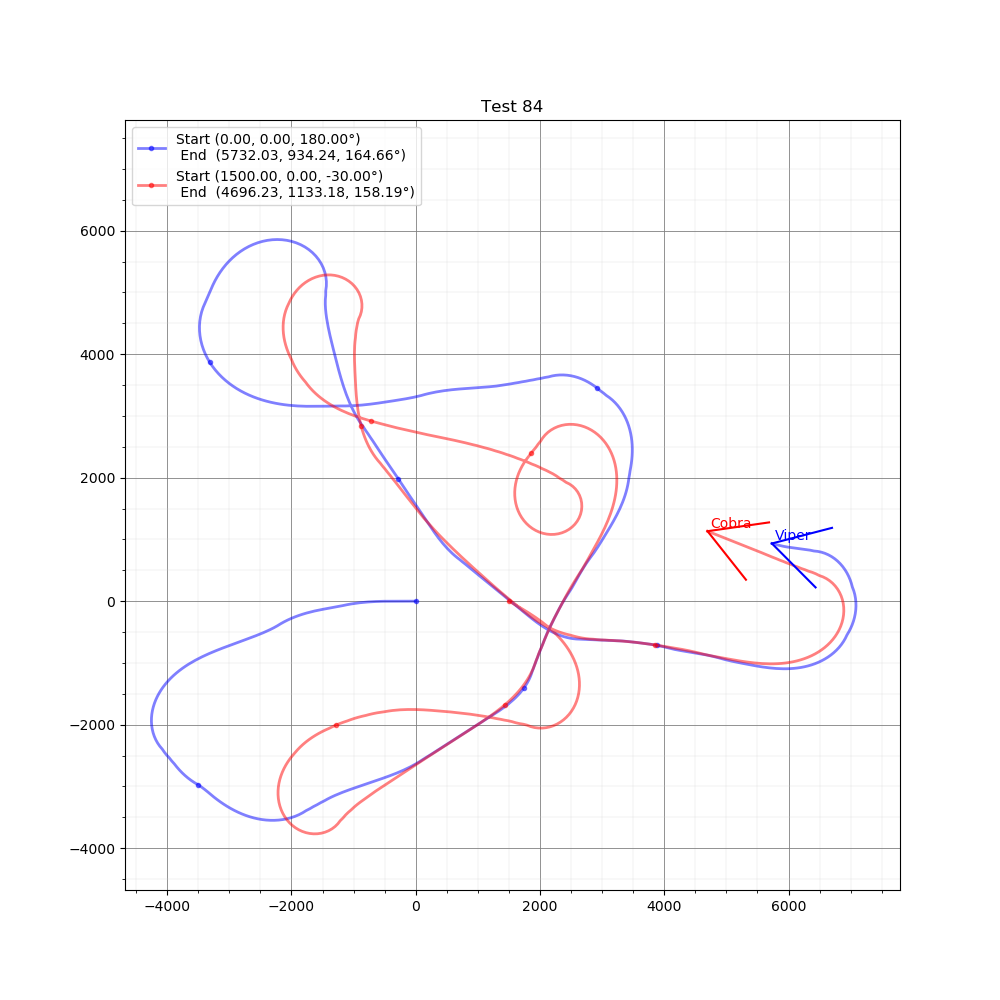 Test 84
Start (0.00, 0.00, 180.00°)
End  (5732.03, 934.24, 164.66°)
Start (1500.00, 0.00, -30.00°)
End  (4696.23, 1133.18, 158.19°)
6000
4000
2000
0
−2000
−4000
Cobra
Viper
−4000 −2000 0 2000 4000 6000